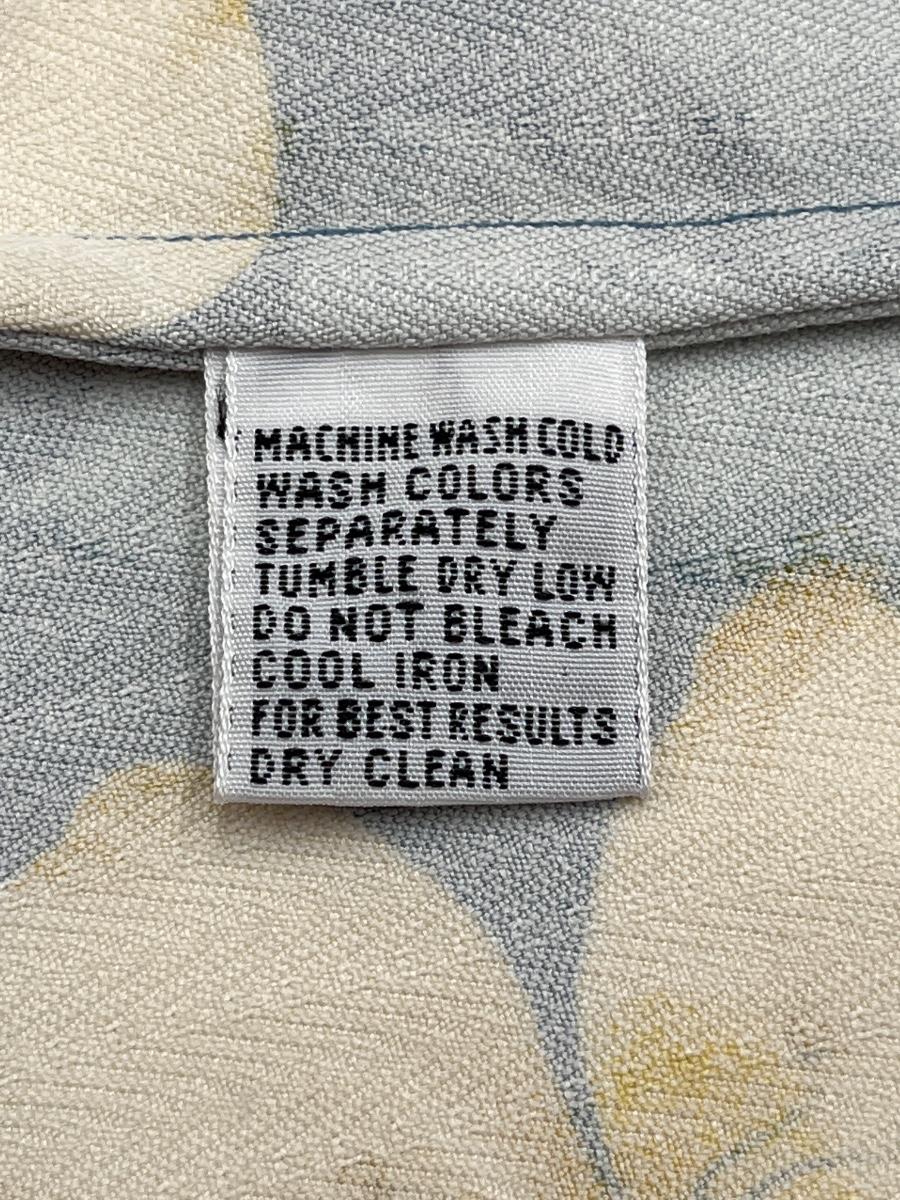 MACHINE WASH COLD
WASH COLORS
SEPARATELY
TUMBLE DRY LOW
DO NOT BLEACH
COOL IRON
FOR BEST RESULTS
DRY CLEAN